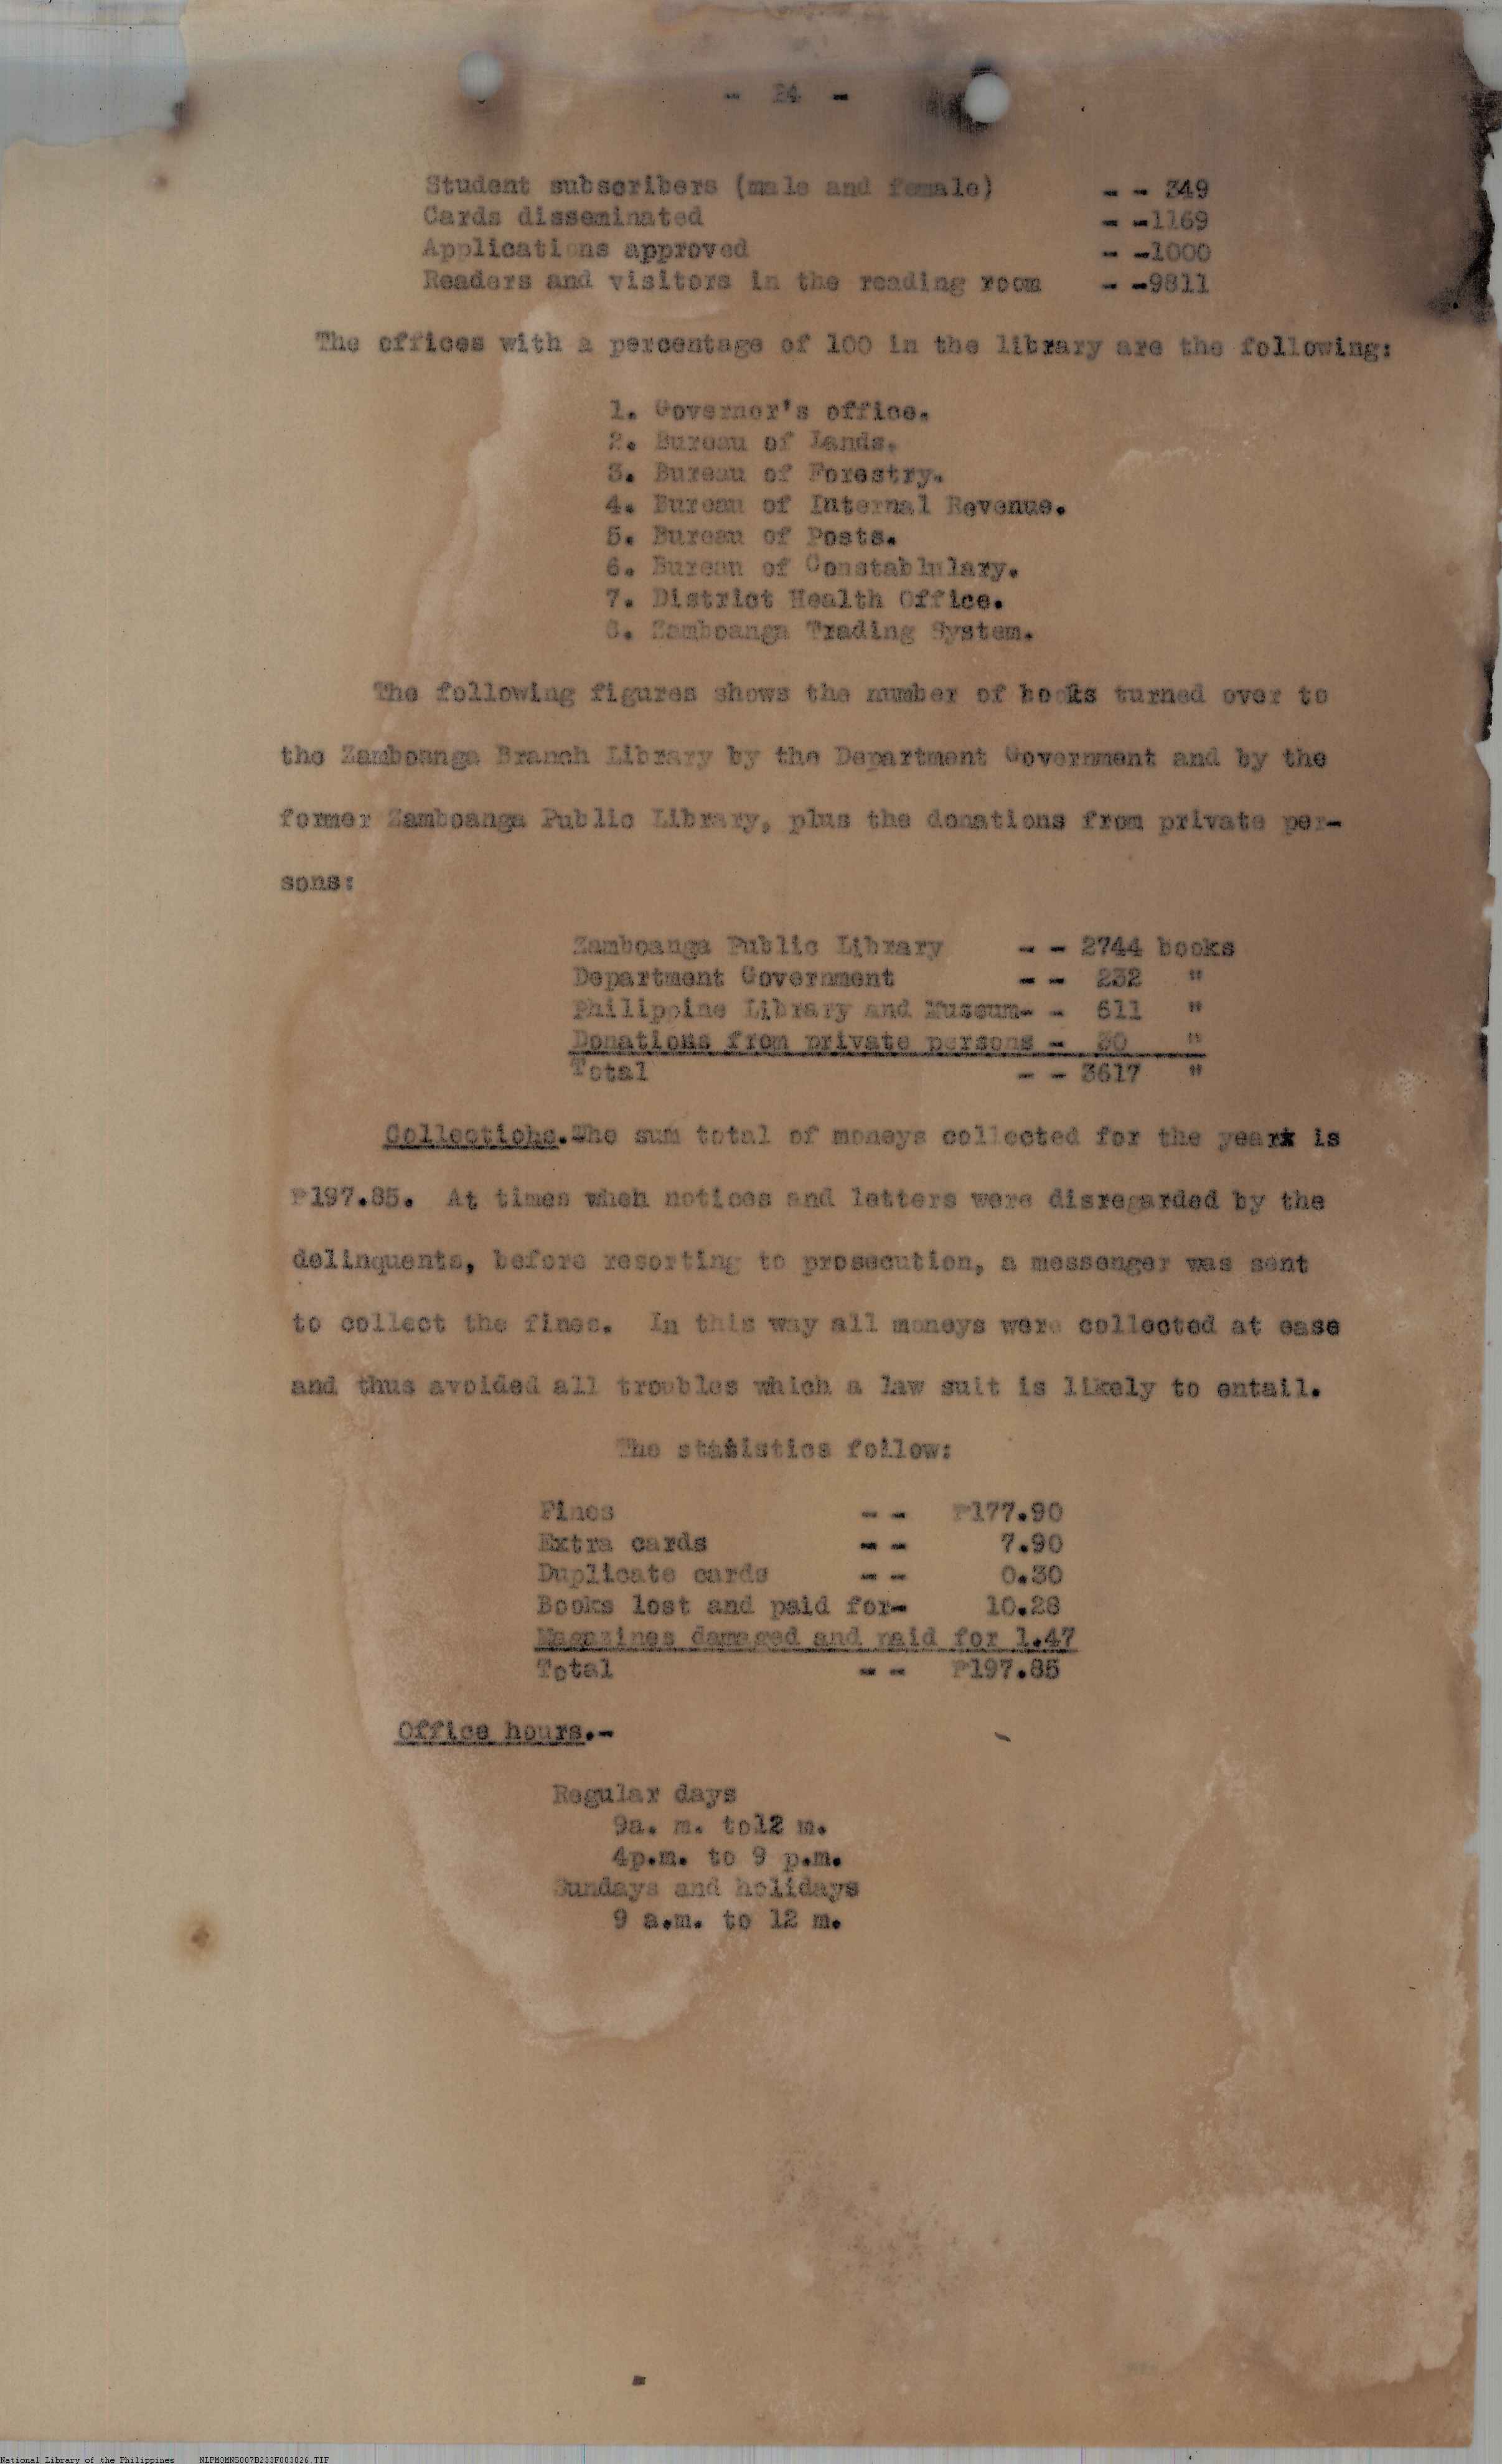 - 24 -
Student subscribers (male and female) - - 349
Cards disseminated - -1169
Applications approved - -1000
Readers and visitors in the reading room - -9811
The offices with a percentage of 100 in the library are the following:
1. Governor's office.
2. Bureau of Lands.
3. Bureau of Forestry.
4. Bureau of Internal Revenue.
5. Bureau of Posts.
6. Bureau of Constablulary.
7. District Health Office.
8. Zamboanga Trading System.
The following figures shows the number of books turned over to
the Zamboanga Branch Library by the Department Government and by the
former Zamboanga Public Library, plus the donations from private per-
sons:
Zamboanga Public Library - - 2744 books
Department Government - - 232 "
Philippine Library and Museum- - 611 "
Donations from private persons - 30 "
Total - - 3617 "
Collections.The sum total of moneys collected for the year is
₱197.85. At times when notices and letters were disregarded by the
delinquents, before resorting to prosecution, a messenger was sent
to collect the fines. In this way all moneys were collected at ease
and thus avoided all troubles which a law suit is likely to entail.
The statistics follow:
Fines - - ₱177.90
Extra cards - - 7.90
Duplicate cards - - 0.30
Books lost and paid for- 10.28
Magazines damaged and paid for 1.47
Total - - ₱197.85
Office hours.-
Regular days
9a. m. to12 m.
4p.m. to 9 p.m.
Sundays and holidays
9 a.m. to 12 m.
National Library of the Philippines NLPMQMNS007B233F003026.TIF